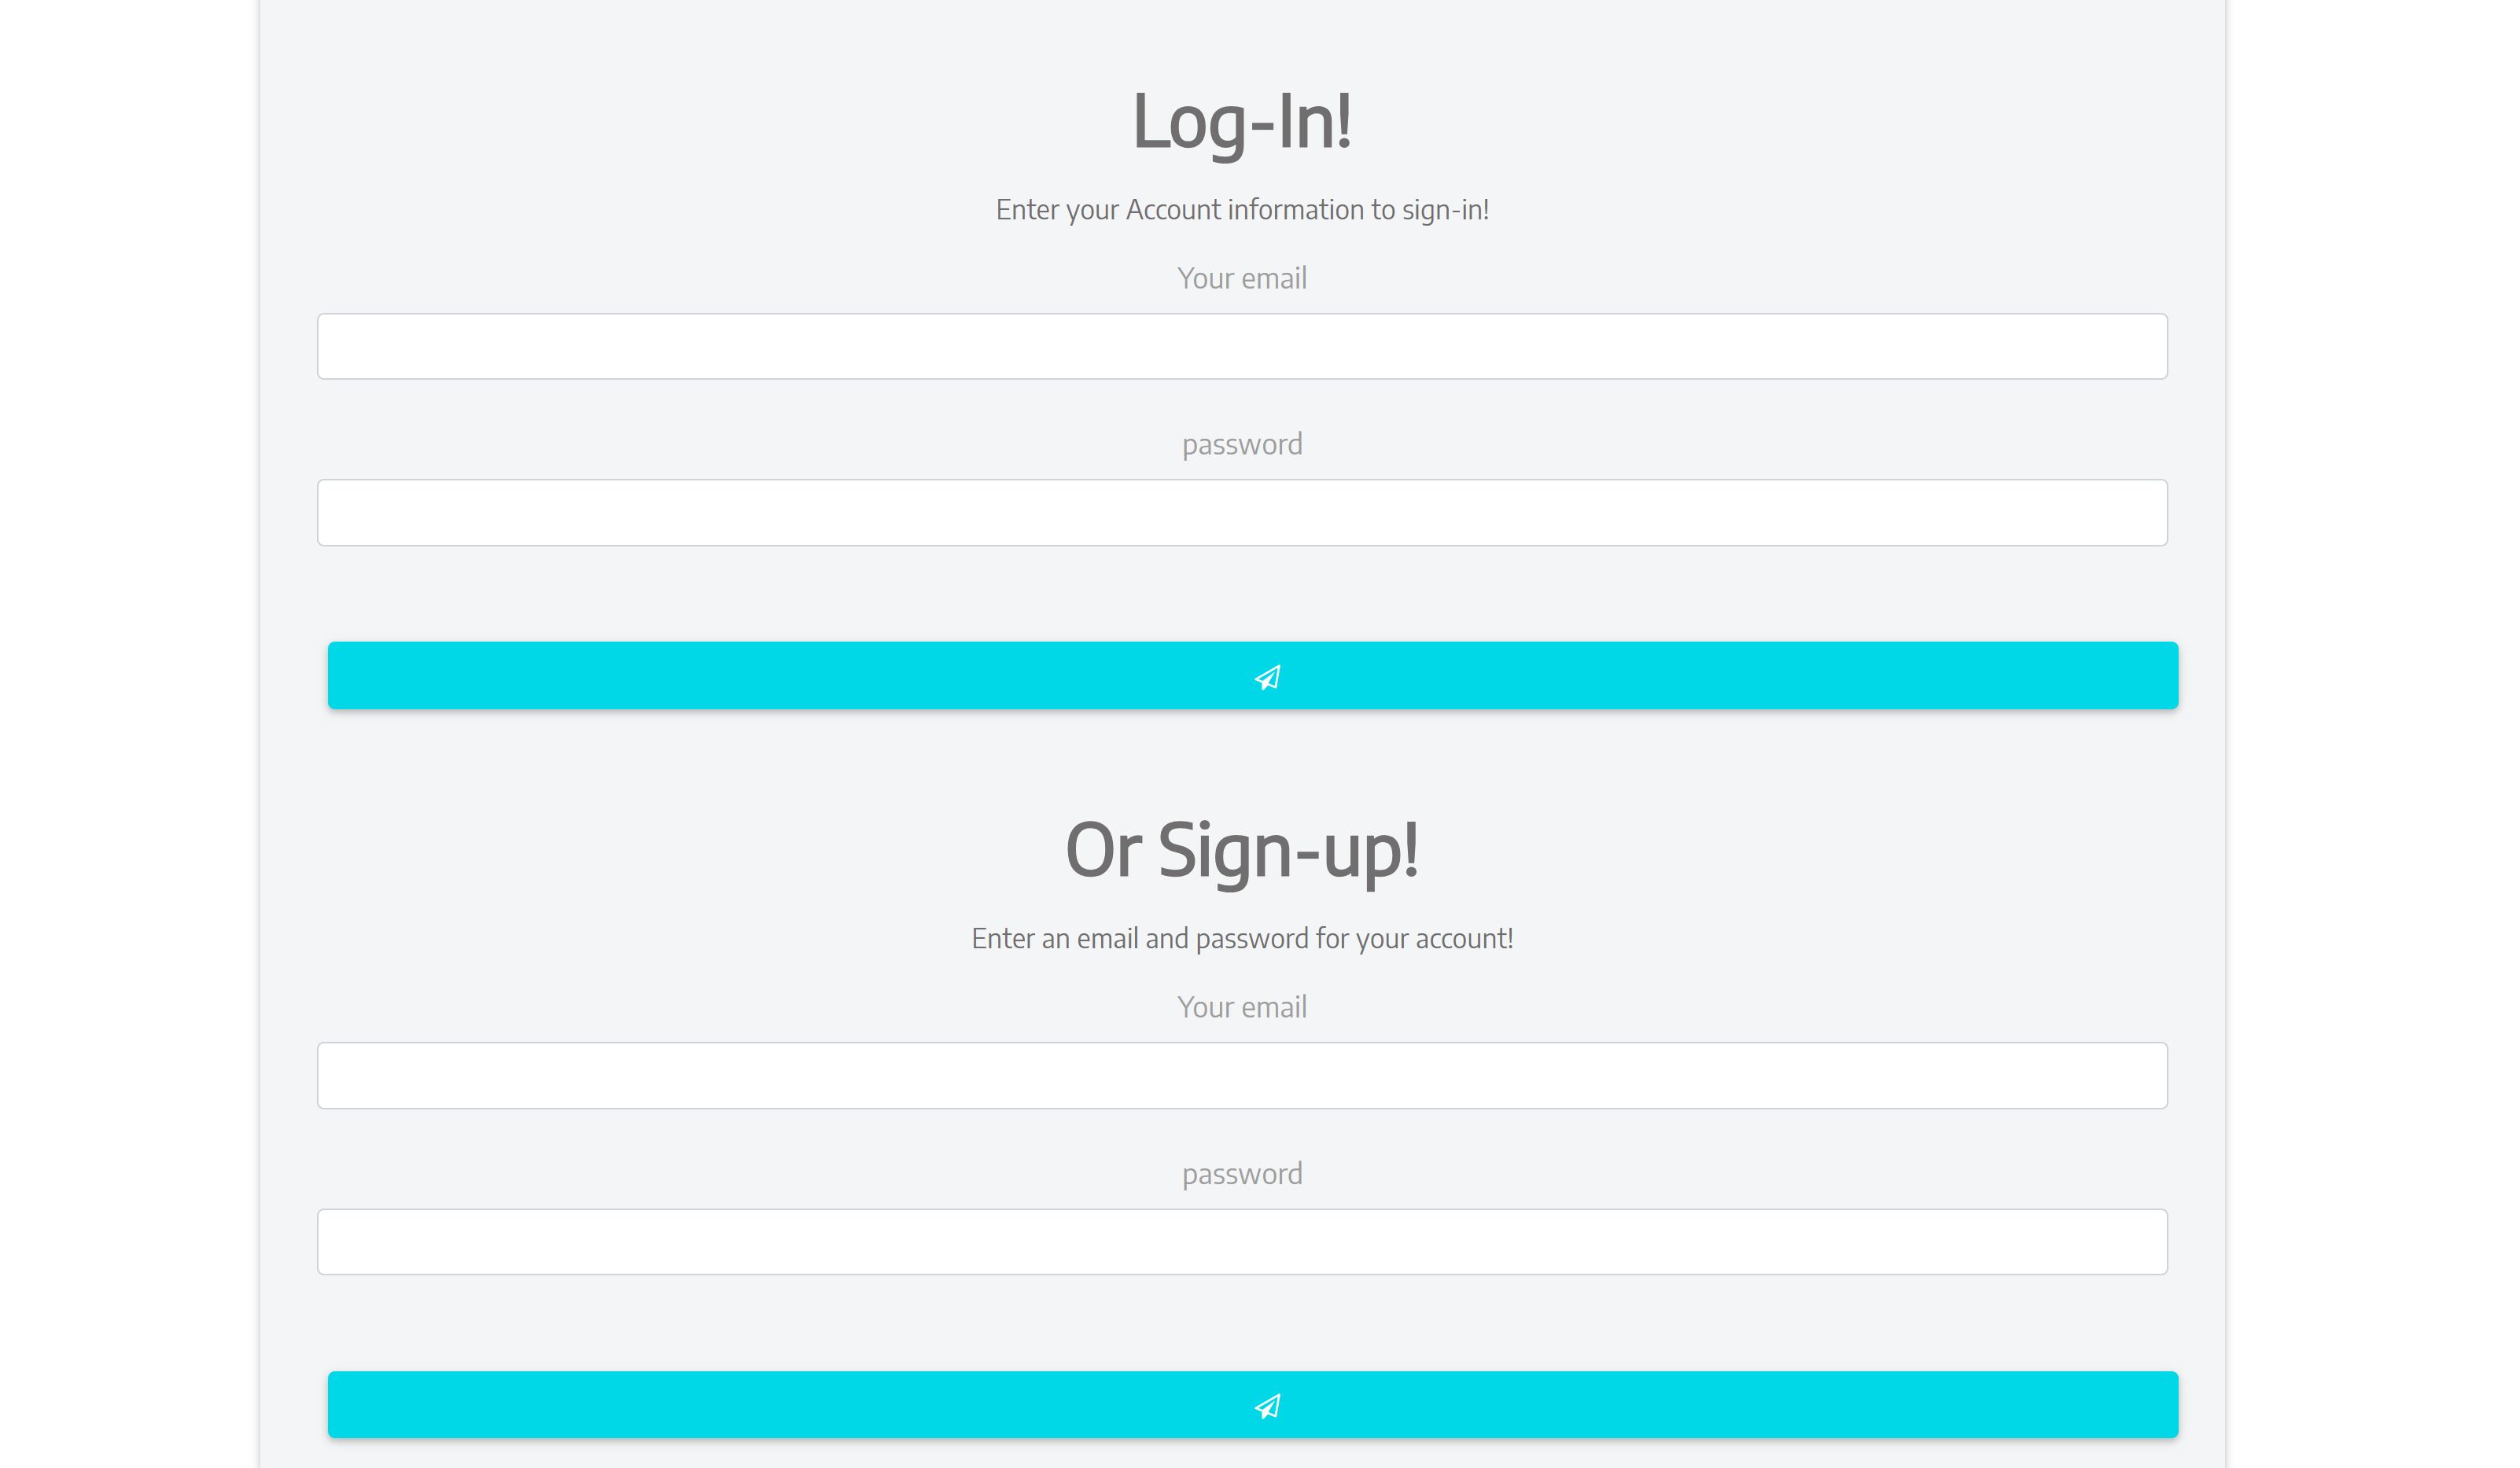 Log-In!
Enter your Account information to sign-in!
Your email
password
Or Sign-up!
Enter an email and password for your account!
Your email
password